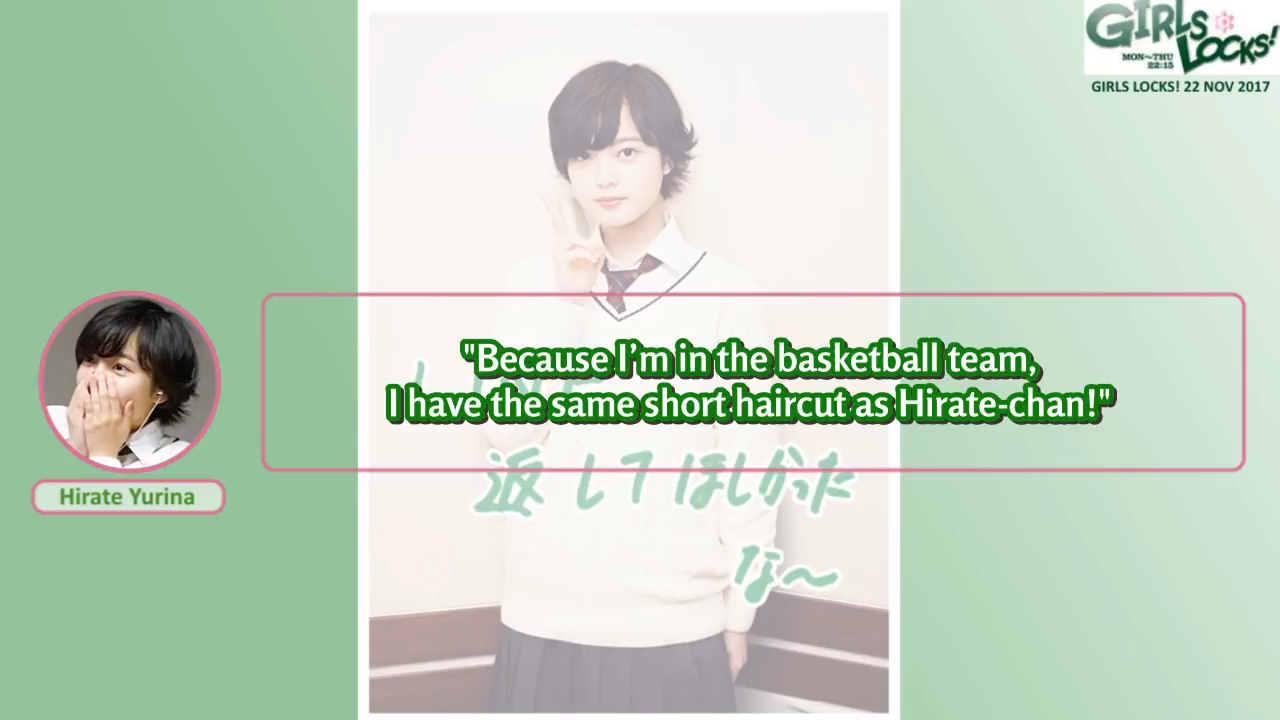 GIRLS
LOCKS!
MON～THU
22:15
GIRLS LOCKS! 22 NOV 2017
"Because I’m in the basketball team,
I have the same short haircut as Hirate-chan!"
Hirate Yurina
LINE
返してほしかった
な～